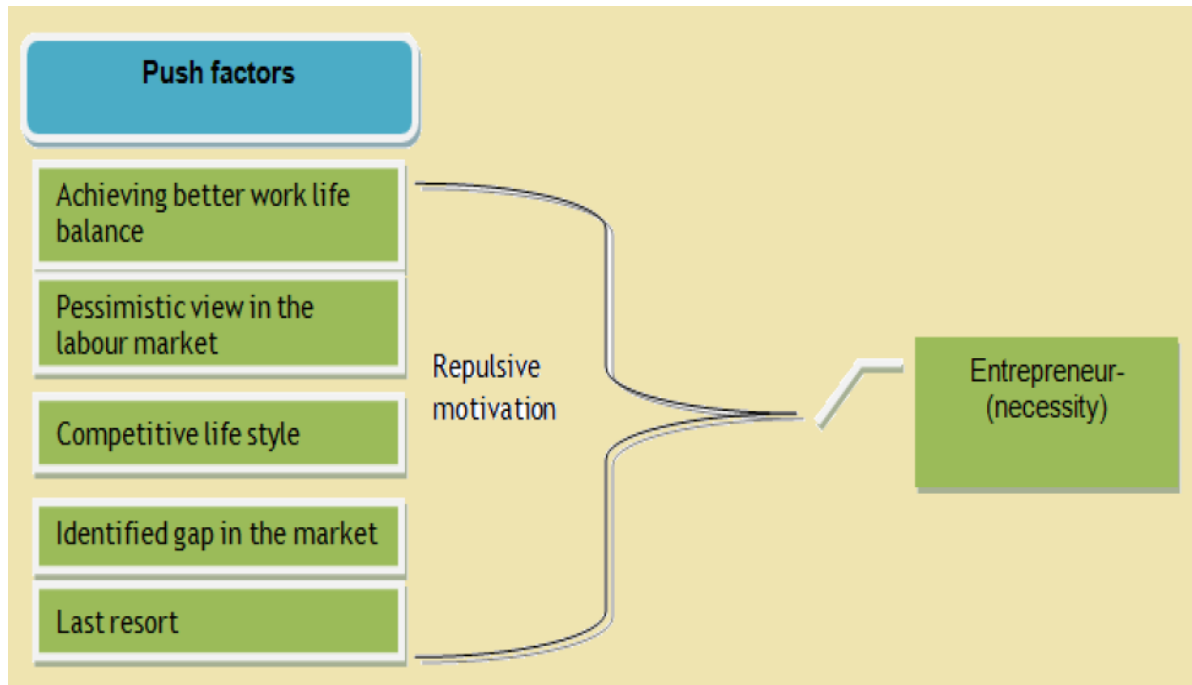 Push factors
Achieving better work life
balance
Pessimistic view in the
labour market
Competitive life style
Identified gap in the market
Last resort
Repulsive
motivation
Entrepreneur-
(necessity)